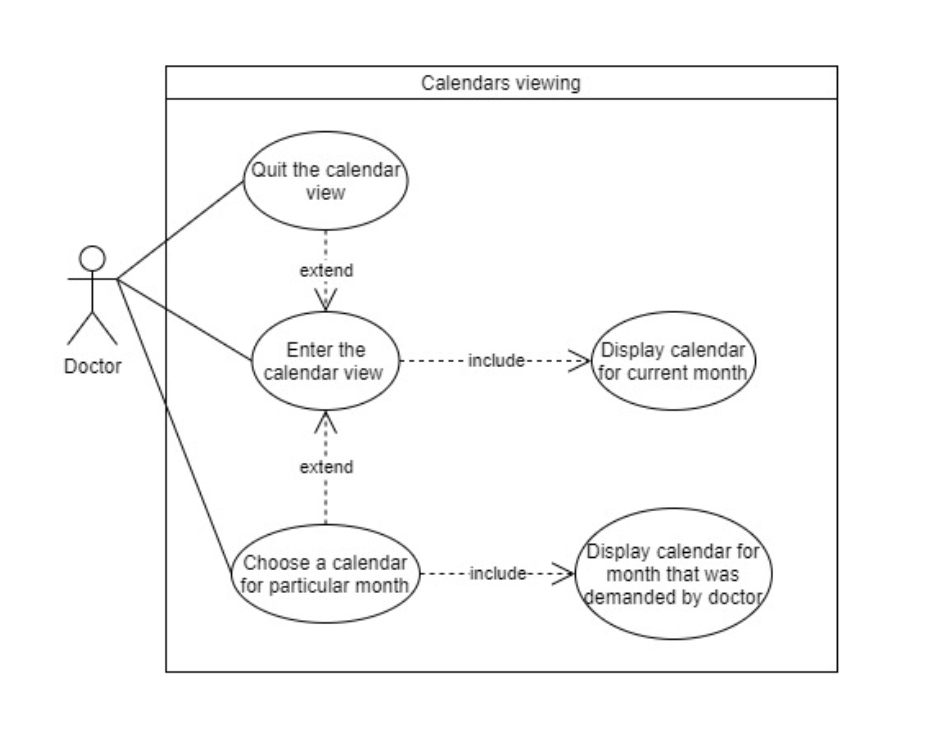 Calendars viewing
Quit the calendar
view
extend
Doctor
Enter the
calendar view
include
Display calendar
for current month
extend
Choose a calendar
for particular month
include
Display calendar for
month that was
demanded by doctor